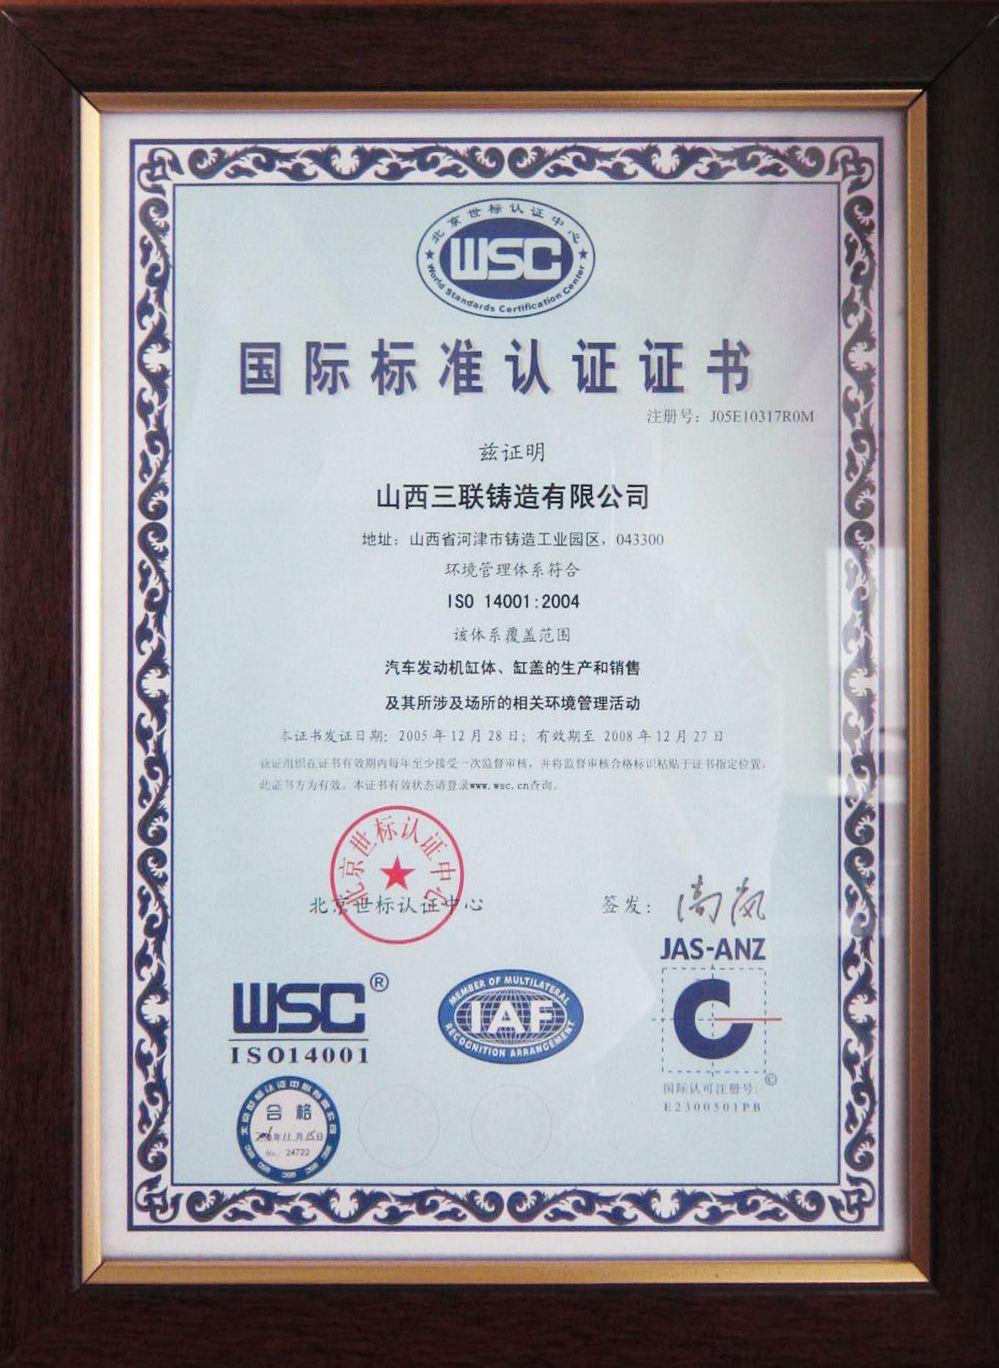 北京世标认证中心
WSC
World Standards Certification Center
国际标准认证证书
注册号：J05E10317R0M
兹证明
山西三联铸造有限公司
地址：山西省河津市铸造工业园区，043300
环境管理体系符合
ISO 14001:2004
该体系覆盖范围
汽车发动机缸体、缸盖的生产和销售
及其所涉及场所的相关环境管理活动
本证书发证日期：2005年12月28日；有效期至2008年12月27日
该证组织在证书有效期内每年至少接受一次监督审核，并将监督审核合格标识粘贴于证书指定位置，
此证书方为有效。本证书有效状态请登录www.wsc.cn查询。
北京世标认证中心
北京世标认证中心
签发：
JAS-ANZ
WSC®
ISO14001
MEMBER OF MULTILATERAL
IAF
RECOGNITION ARRANGEMENT
©
国际认可注册号：
E2300501PB
合格
年11月15日
No: 24722